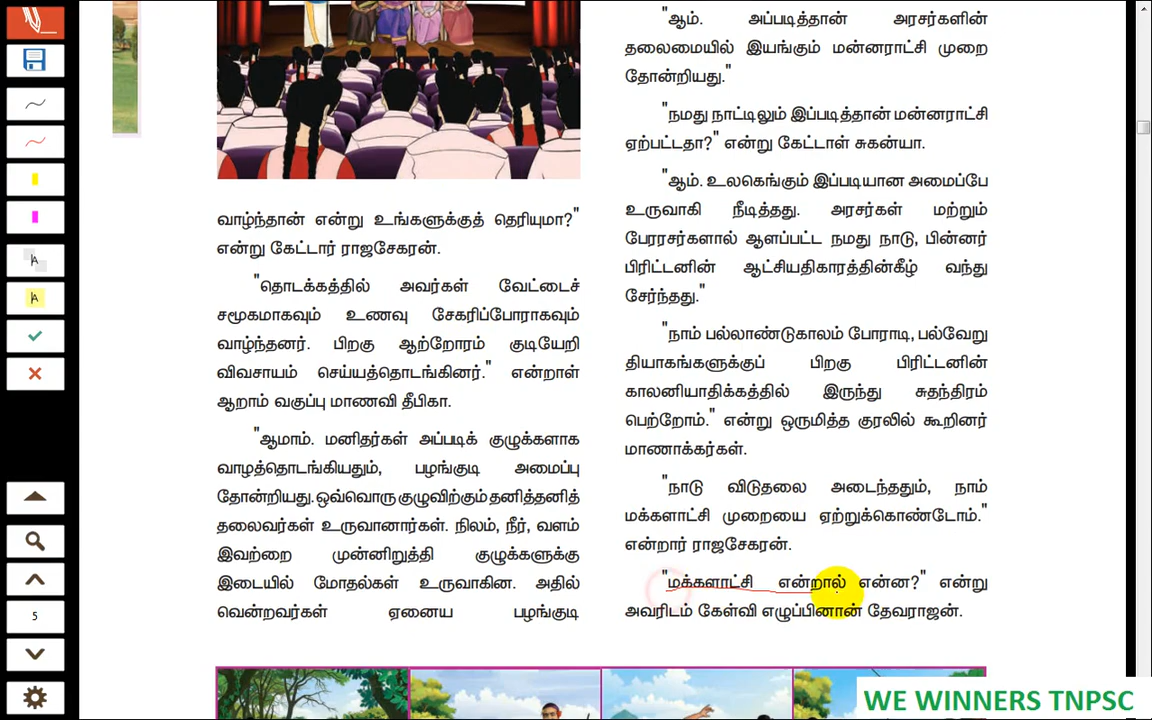 வாழ்ந்தான் என்று உங்களுக்குத் தெரியுமா?"
என்று கேட்டார் ராஜசேகரன்.
"தொடக்கத்தில் அவர்கள் வேட்டைச்
சமூகமாகவும் உணவு சேகரிப்போராகவும்
வாழ்ந்தனர். பிறகு ஆற்றோரம் குடியேறி
விவசாயம் செய்யத்தொடங்கினர்." என்றாள்
ஆறாம் வகுப்பு மாணவி தீபிகா.
"ஆமாம். மனிதர்கள் அப்படிக் குழுக்களாக
வாழத்தொடங்கியதும், பழங்குடி அமைப்பு
தோன்றியது. ஒவ்வொரு குழுவிற்கும் தனித்தனித்
தலைவர்கள் உருவானார்கள். நிலம், நீர், வளம்
இவற்றை முன்னிறுத்தி குழுக்களுக்கு
இடையில் மோதல்கள் உருவாகின. அதில்
வென்றவர்கள் ஏனைய பழங்குடி
"ஆம். அப்படித்தான் அரசர்களின்
தலைமையில் இயங்கும் மன்னராட்சி முறை
தோன்றியது."
"நமது நாட்டிலும் இப்படித்தான் மன்னராட்சி
ஏற்பட்டதா?" என்று கேட்டாள் சுகன்யா.
"ஆம். உலகெங்கும் இப்படியான அமைப்பே
உருவாகி நீடித்தது. அரசர்கள் மற்றும்
பேரரசர்களால் ஆளப்பட்ட நமது நாடு, பின்னர்
பிரிட்டனின் ஆட்சியதிகாரத்தின்கீழ் வந்து
சேர்ந்தது."
"நாம் பல்லாண்டுகாலம் போராடி, பல்வேறு
தியாகங்களுக்குப் பிறகு பிரிட்டனின்
காலனியாதிக்கத்தில் இருந்து சுதந்திரம்
பெற்றோம்." என்று ஒருமித்த குரலில் கூறினர்
மாணாக்கர்கள்.
"நாடு விடுதலை அடைந்ததும், நாம்
மக்களாட்சி முறையை ஏற்றுக்கொண்டோம்."
என்றார் ராஜசேகரன்.
"மக்களாட்சி என்றால் என்ன?" என்று
அவரிடம் கேள்வி எழுப்பினான் தேவராஜன்.
5
WE WINNERS TNPSC